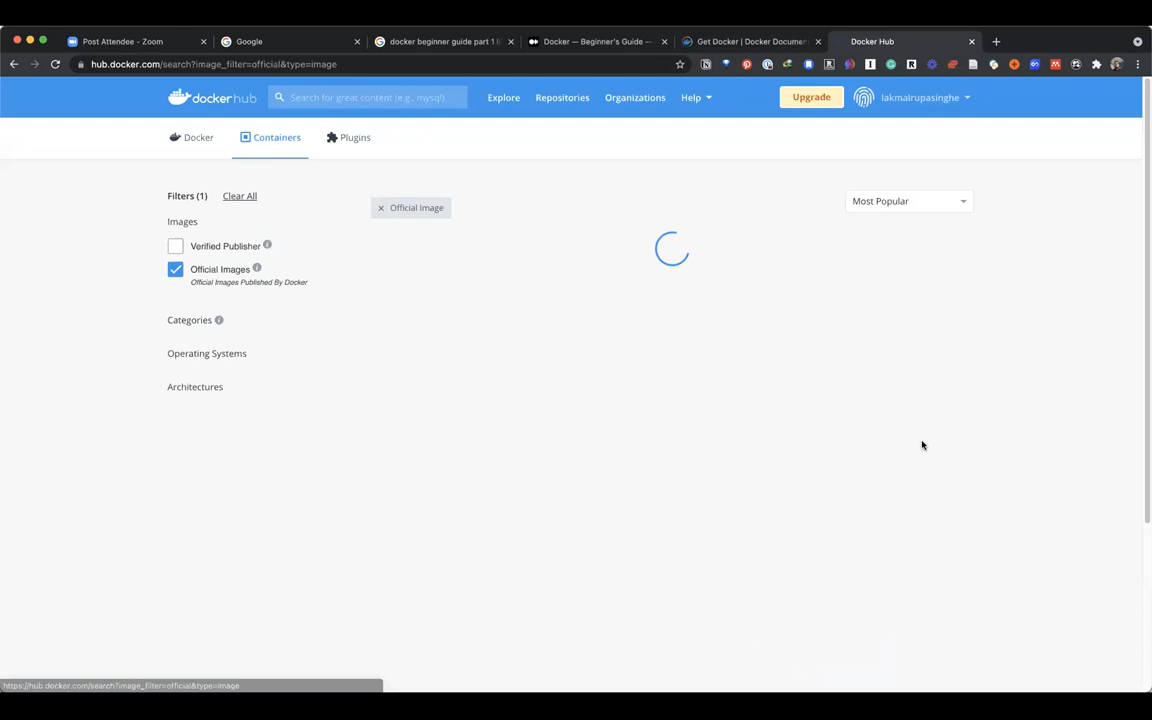 Post Attendee - Zoom
Google
docker beginner guide part 1 l
Docker — Beginner's Guide —
Get Docker | Docker Documen
Docker Hub
hub.docker.com/search?image_filter=official&type=image
dockerhub
Search for great content (e.g., mysql)
Explore
Repositories
Organizations
Help
Upgrade
lakmalrupasinghe
Docker
Containers
Plugins
Filters (1)
Clear All
Official Image
Most Popular
Images
Verified Publisher
Official Images
Official Images Published By Docker
Categories
Operating Systems
Architectures
https://hub.docker.com/search?image_filter=official&type=image